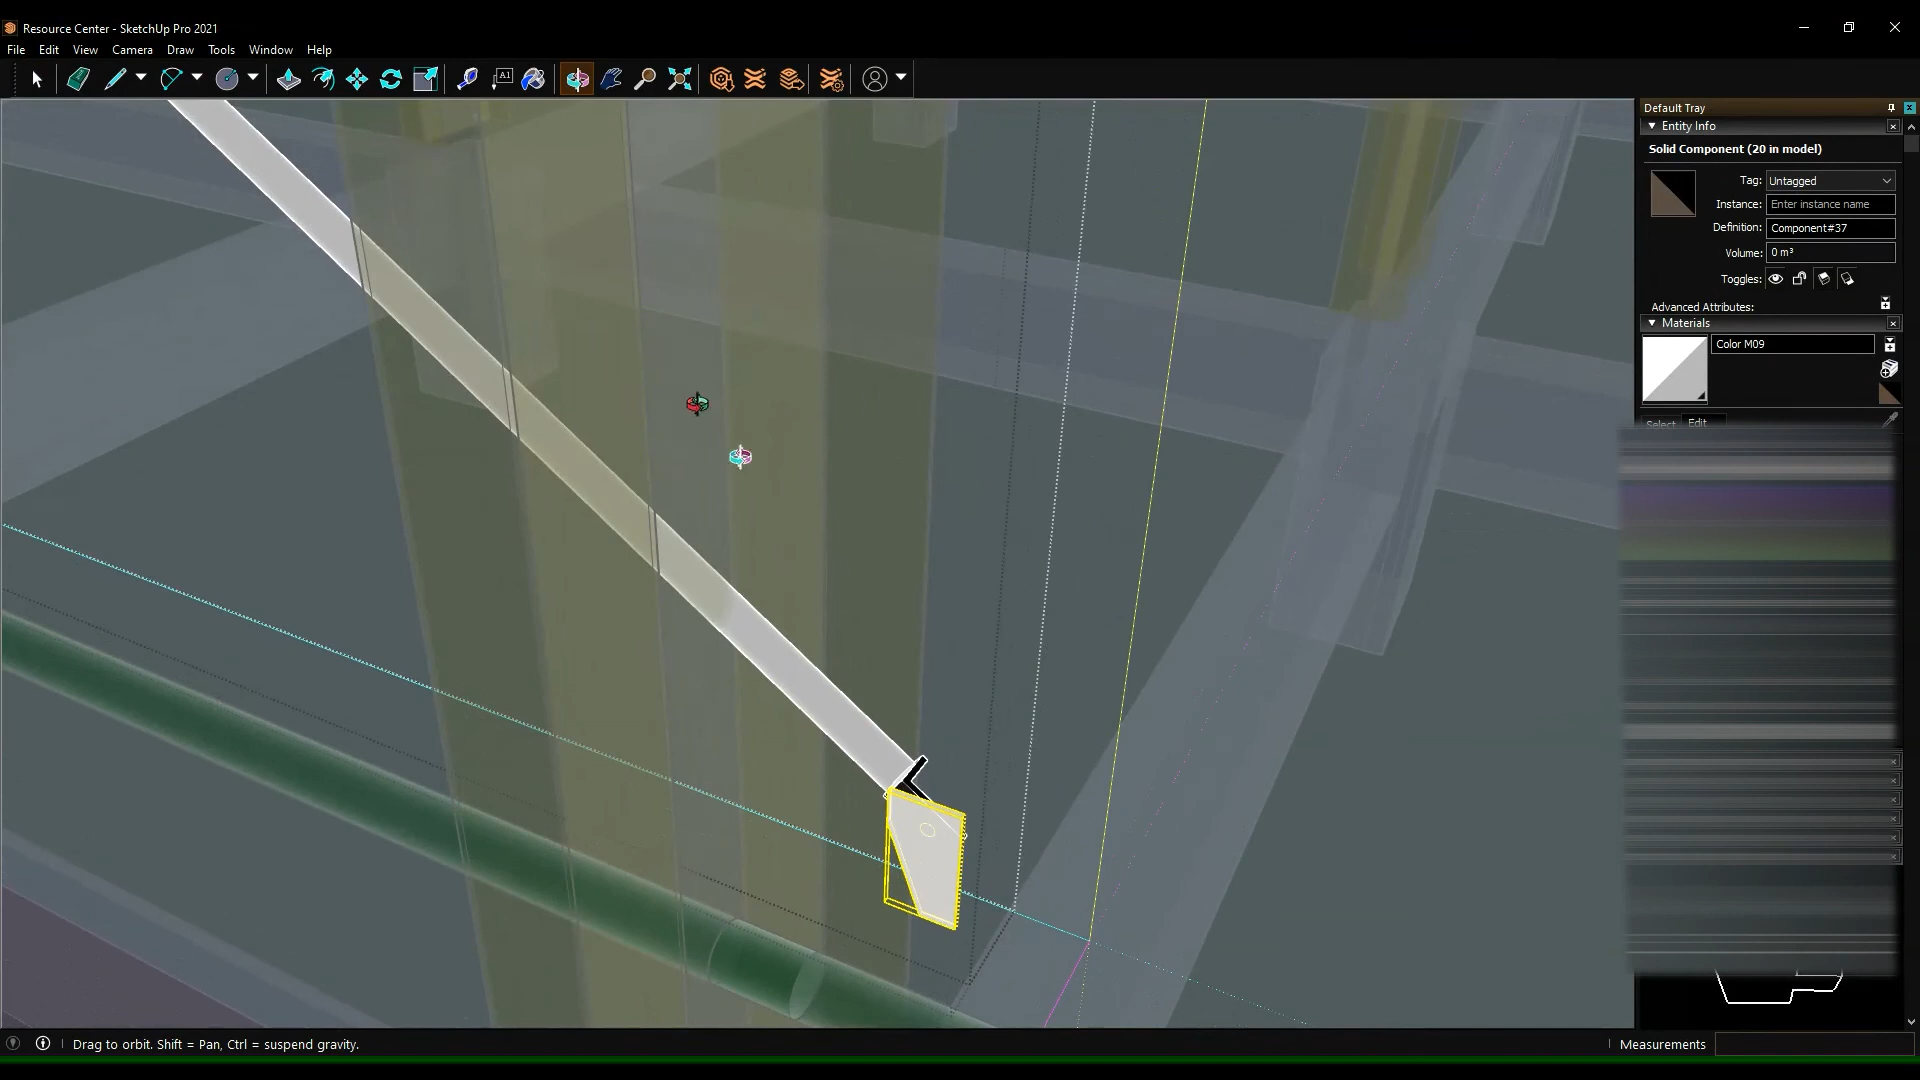 Resource Center - SketchUp Pro 2021
File Edit View Camera Draw Tools Window Help
A1
Default Tray
Entity Info
Solid Component (20 in model)
Tag: Untagged
Instance: Enter instance name
Definition: Component#37
Volume: 0 m³
Toggles:
Advanced Attributes:
Materials
Color M09
Select Edit
Drag to orbit. Shift = Pan, Ctrl = suspend gravity.
Measurements